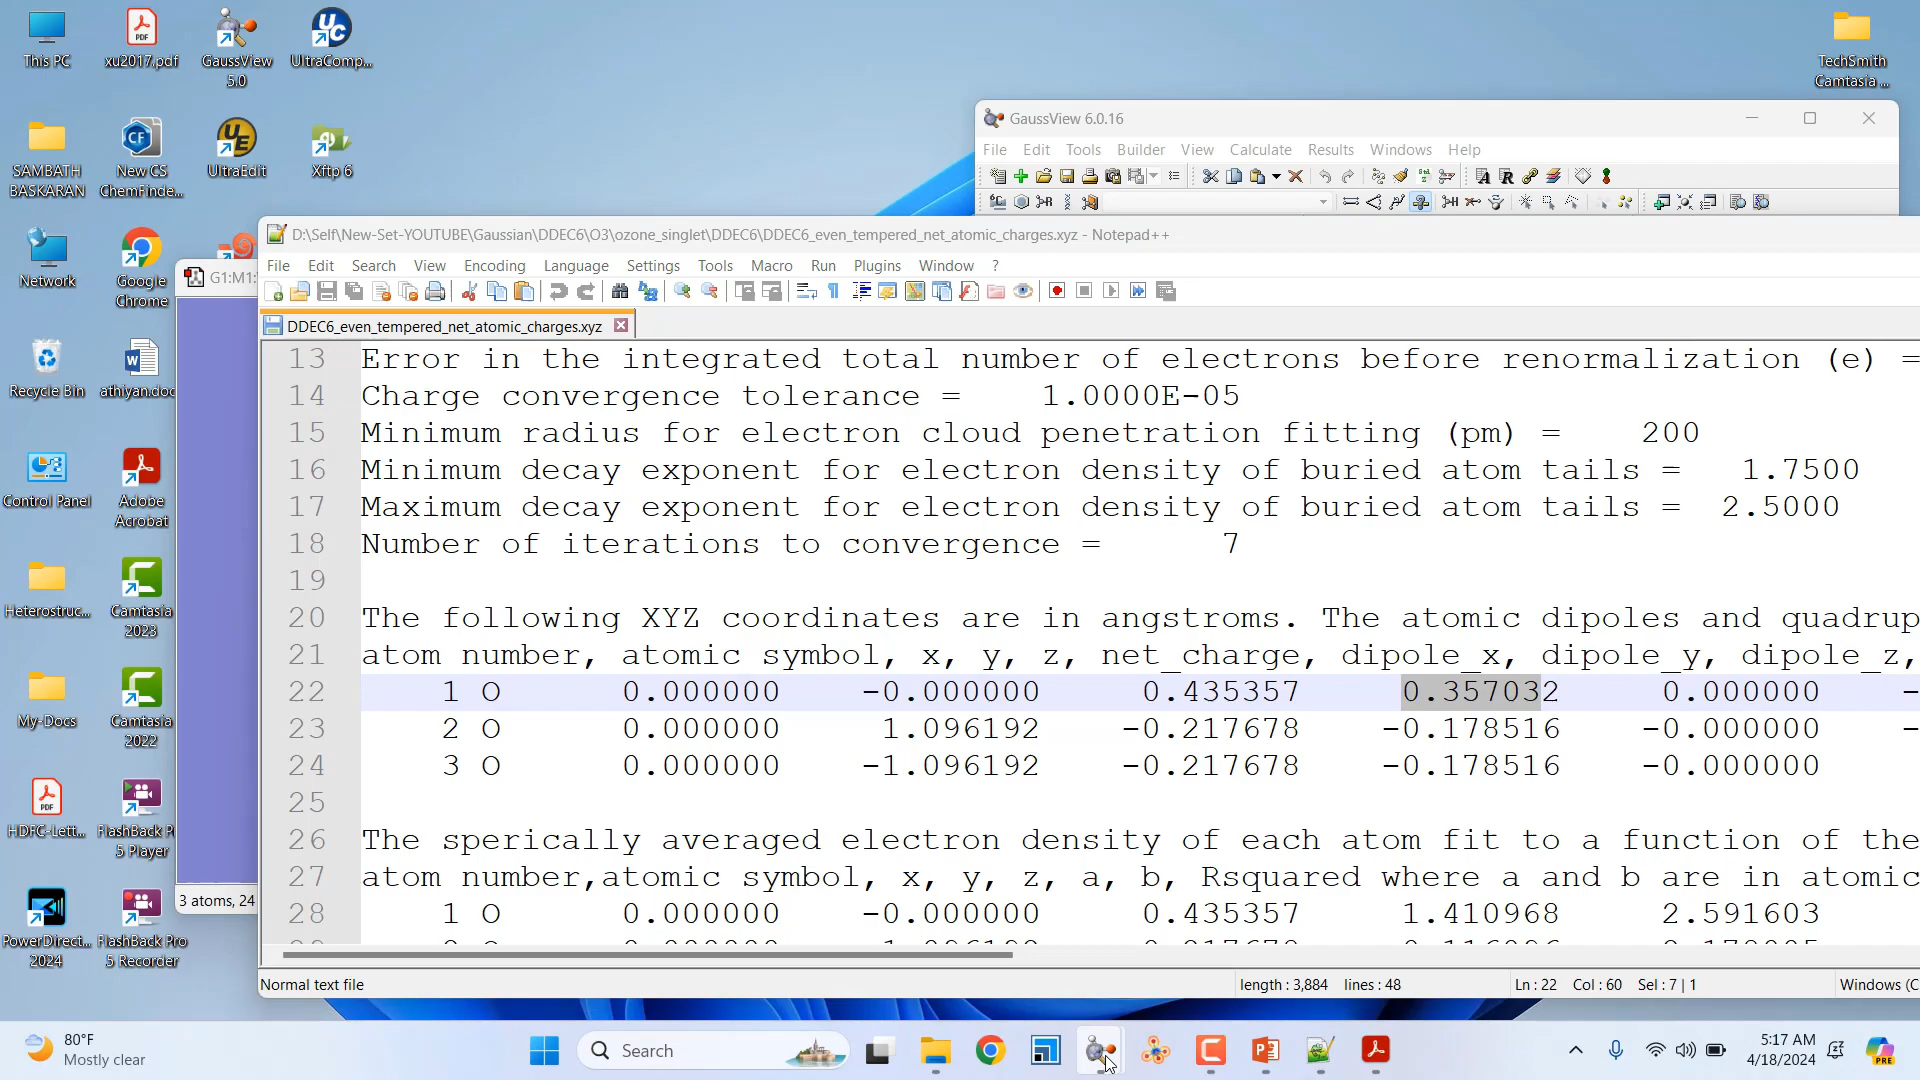 This PC
xu2017.pdf
GaussView 5.0
UltraComp...
TechSmith Camtasia ...
SAMBATH BASKARAN
New CS ChemFinde...
UltraEdit
Xftp 6
Network
Google Chrome
Recycle Bin
athiyan.doc
Control Panel
Adobe Acrobat
Heterostruc...
Camtasia 2023
My-Docs
Camtasia 2022
HDFC-Lett...
FlashBack P
5 Player
PowerDirect... 2024
FlashBack Pro 5 Recorder
GaussView 6.0.16
File Edit Tools Builder View Calculate Results Windows Help
G1:M1:
3 atoms, 24
D:\Self\New-Set-YOUTUBE\Gaussian\DDEC6\O3\ozone_singlet\DDEC6\DDEC6_even_tempered_net_atomic_charges.xyz - Notepad++
File Edit Search View Encoding Language Settings Tools Macro Run Plugins Window ?
DDEC6_even_tempered_net_atomic_charges.xyz
13 Error in the integrated total number of electrons before renormalization (e) =
14 Charge convergence tolerance = 1.0000E-05
15 Minimum radius for electron cloud penetration fitting (pm) = 200
16 Minimum decay exponent for electron density of buried atom tails = 1.7500
17 Maximum decay exponent for electron density of buried atom tails = 2.5000
18 Number of iterations to convergence = 7
19
20 The following XYZ coordinates are in angstroms. The atomic dipoles and quadrup
21 atom number, atomic symbol, x, y, z, net_charge, dipole_x, dipole_y, dipole_z,
22 1 O 0.000000 -0.000000 0.435357 0.357032 0.000000 -
23 2 O 0.000000 1.096192 -0.217678 -0.178516 -0.000000 -
24 3 O 0.000000 -1.096192 -0.217678 -0.178516 -0.000000
25
26 The sperically averaged electron density of each atom fit to a function of the
27 atom number,atomic symbol, x, y, z, a, b, Rsquared where a and b are in atomic
28 1 O 0.000000 -0.000000 0.435357 1.410968 2.591603
Normal text file
length : 3,884 lines : 48
Ln : 22 Col : 60 Sel : 7 | 1
Windows (C
80°F
Mostly clear
Search
5:17 AM
4/18/2024